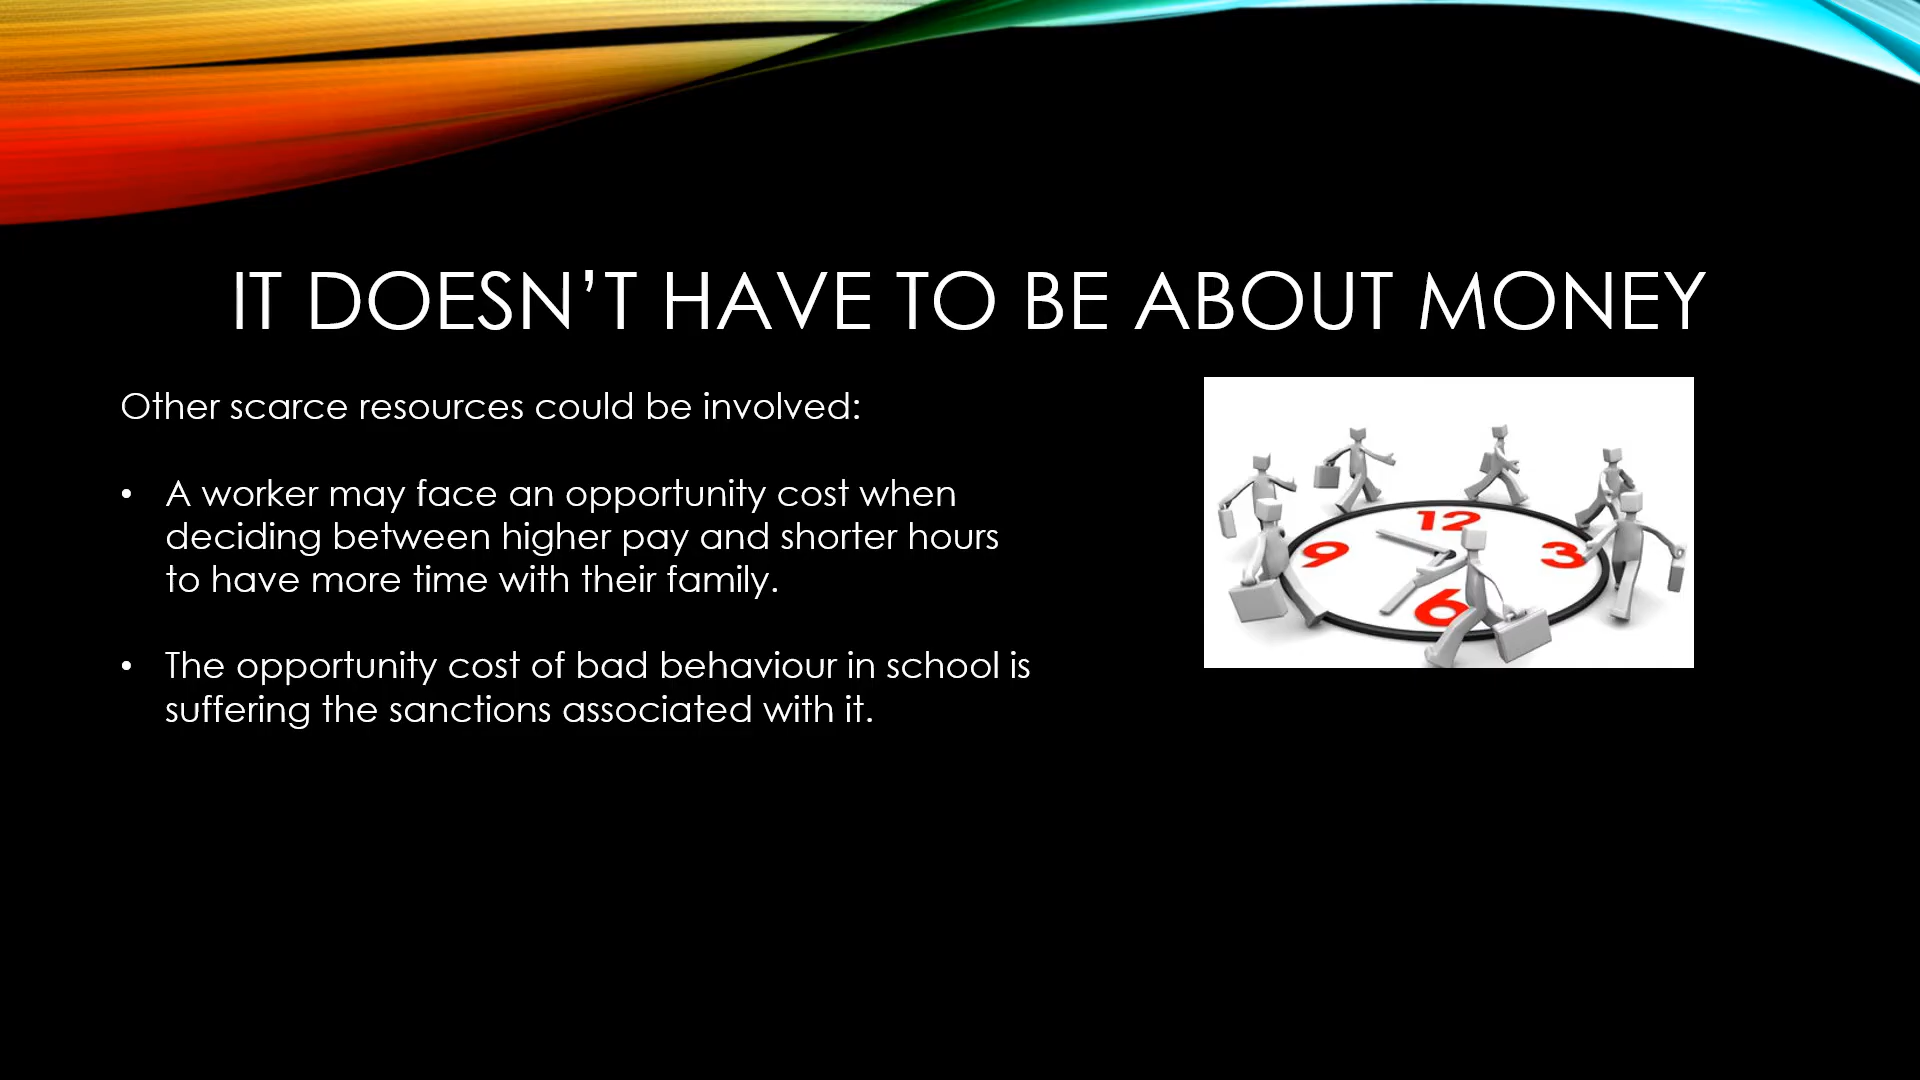 IT DOESN’T HAVE TO BE ABOUT MONEY
Other scarce resources could be involved:
• A worker may face an opportunity cost when
deciding between higher pay and shorter hours
to have more time with their family.
• The opportunity cost of bad behaviour in school is
suffering the sanctions associated with it.
12
9
3
6